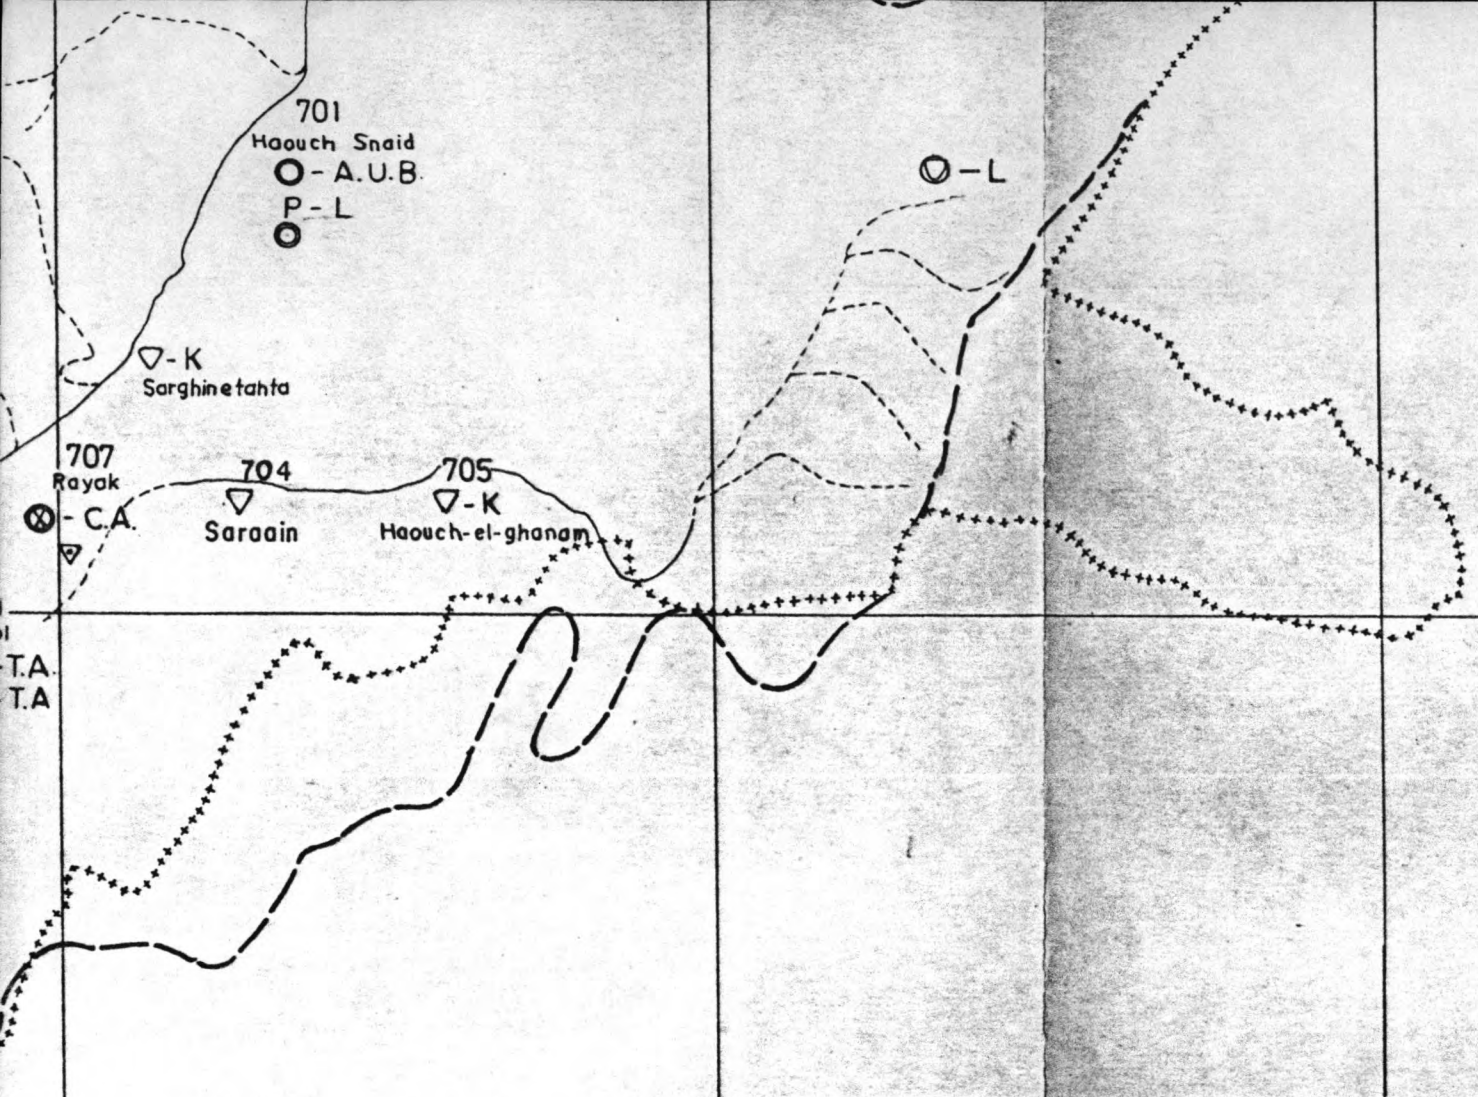 701
Haouch Snaid
- A.U.B.
P - L
- L
- K
Sarghinetahta
707
Rayak
- C.A.
704
Saraain
705
- K
Haouch-el-ghanam
T.A.
T.A